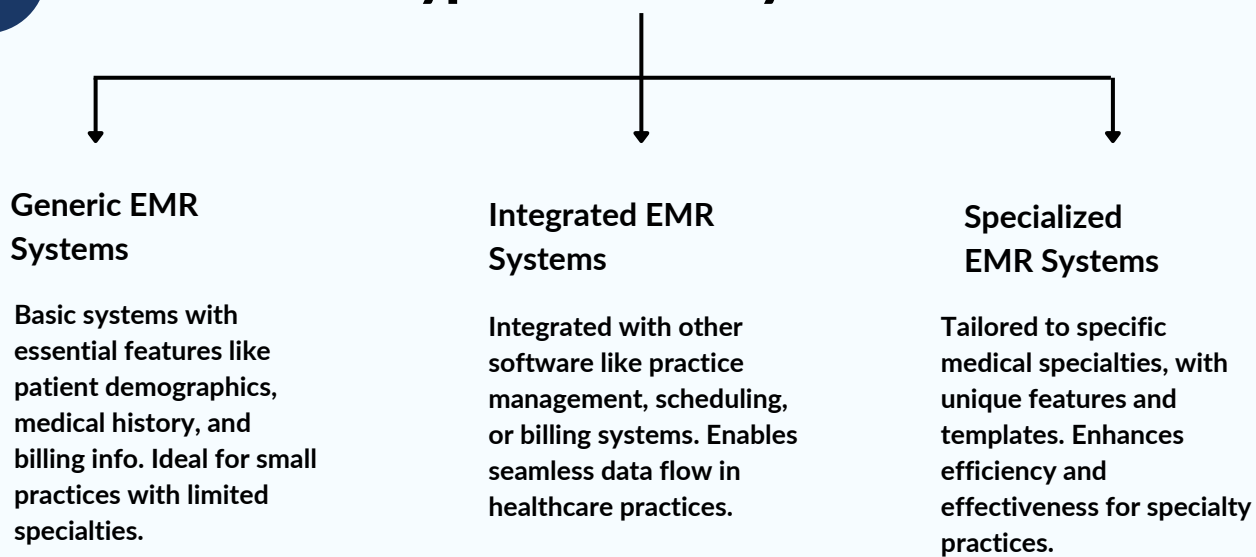 Generic EMR
Systems
Basic systems with
essential features like
patient demographics,
medical history, and
billing info. Ideal for small
practices with limited
specialties.
Integrated EMR
Systems
Integrated with other
software like practice
management, scheduling,
or billing systems. Enables
seamless data flow in
healthcare practices.
Specialized
EMR Systems
Tailored to specific
medical specialties, with
unique features and
templates. Enhances
efficiency and
effectiveness for specialty
practices.